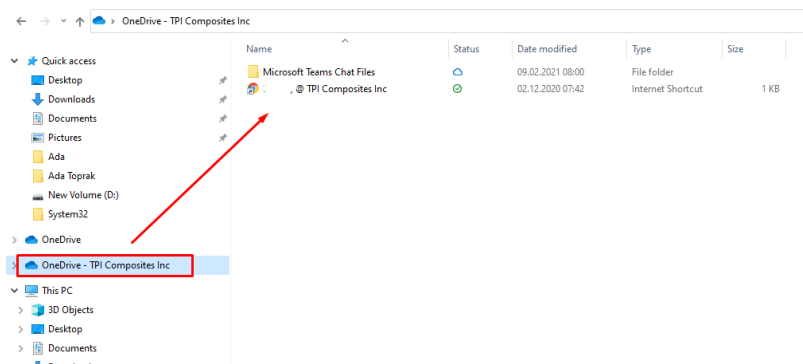 OneDrive - TPI Composites Inc
Name Status Date modified Type Size
Quick access
Desktop
Downloads
Documents
Pictures
Ada
Ada Toprak
New Volume (D:)
System32
OneDrive
OneDrive - TPI Composites Inc
This PC
3D Objects
Desktop
Documents
Microsoft Teams Chat Files 09.02.2021 08:00 File folder
. , @ TPI Composites Inc 02.12.2020 07:42 Internet Shortcut 1 KB